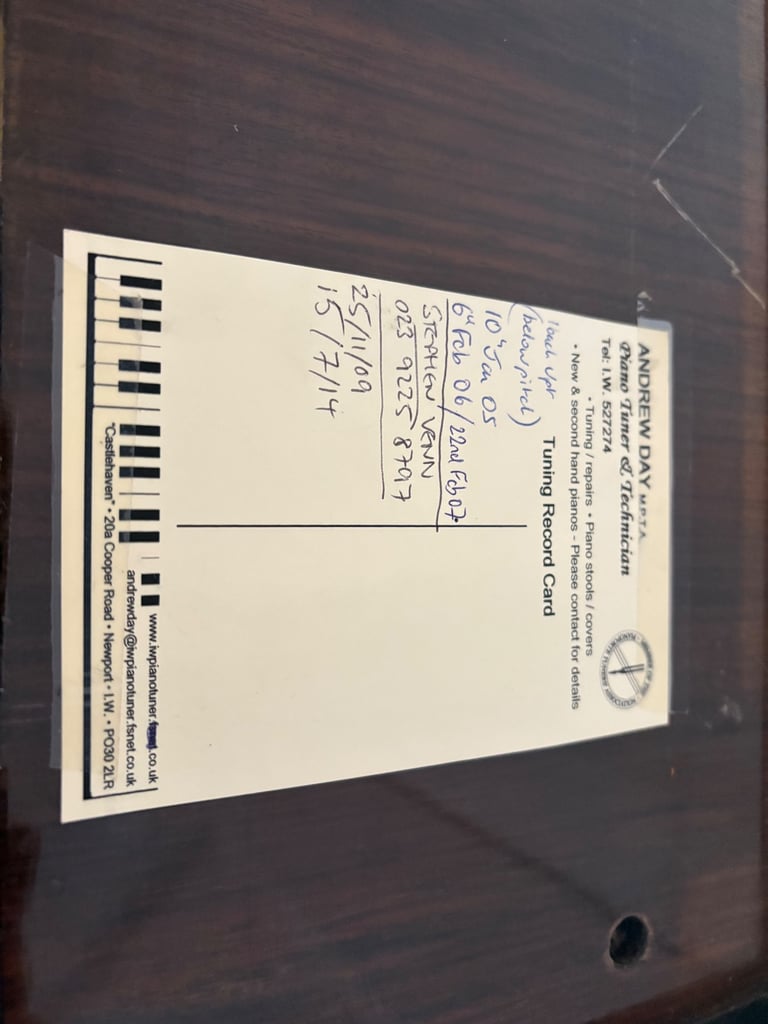 ANDREW DAY M.P.T.A.
Piano Tuner & Technician
Tel: I.W. 527274
• Tuning / repairs • Piano stools / covers
• New & second hand pianos - Please contact for details
Tuning Record Card
(below pitch)
10th Jan 05
6th Feb 06 / 22nd Feb 07
STEPHEN VENN
023 9225 8797
25/11/09
15/7/14
www.iwpianotuner.co.uk
andrewday@iwpianotuner.fsnet.co.uk
"Castlehaven" • 20a Cooper Road • Newport • I.W. • PO30 2LR